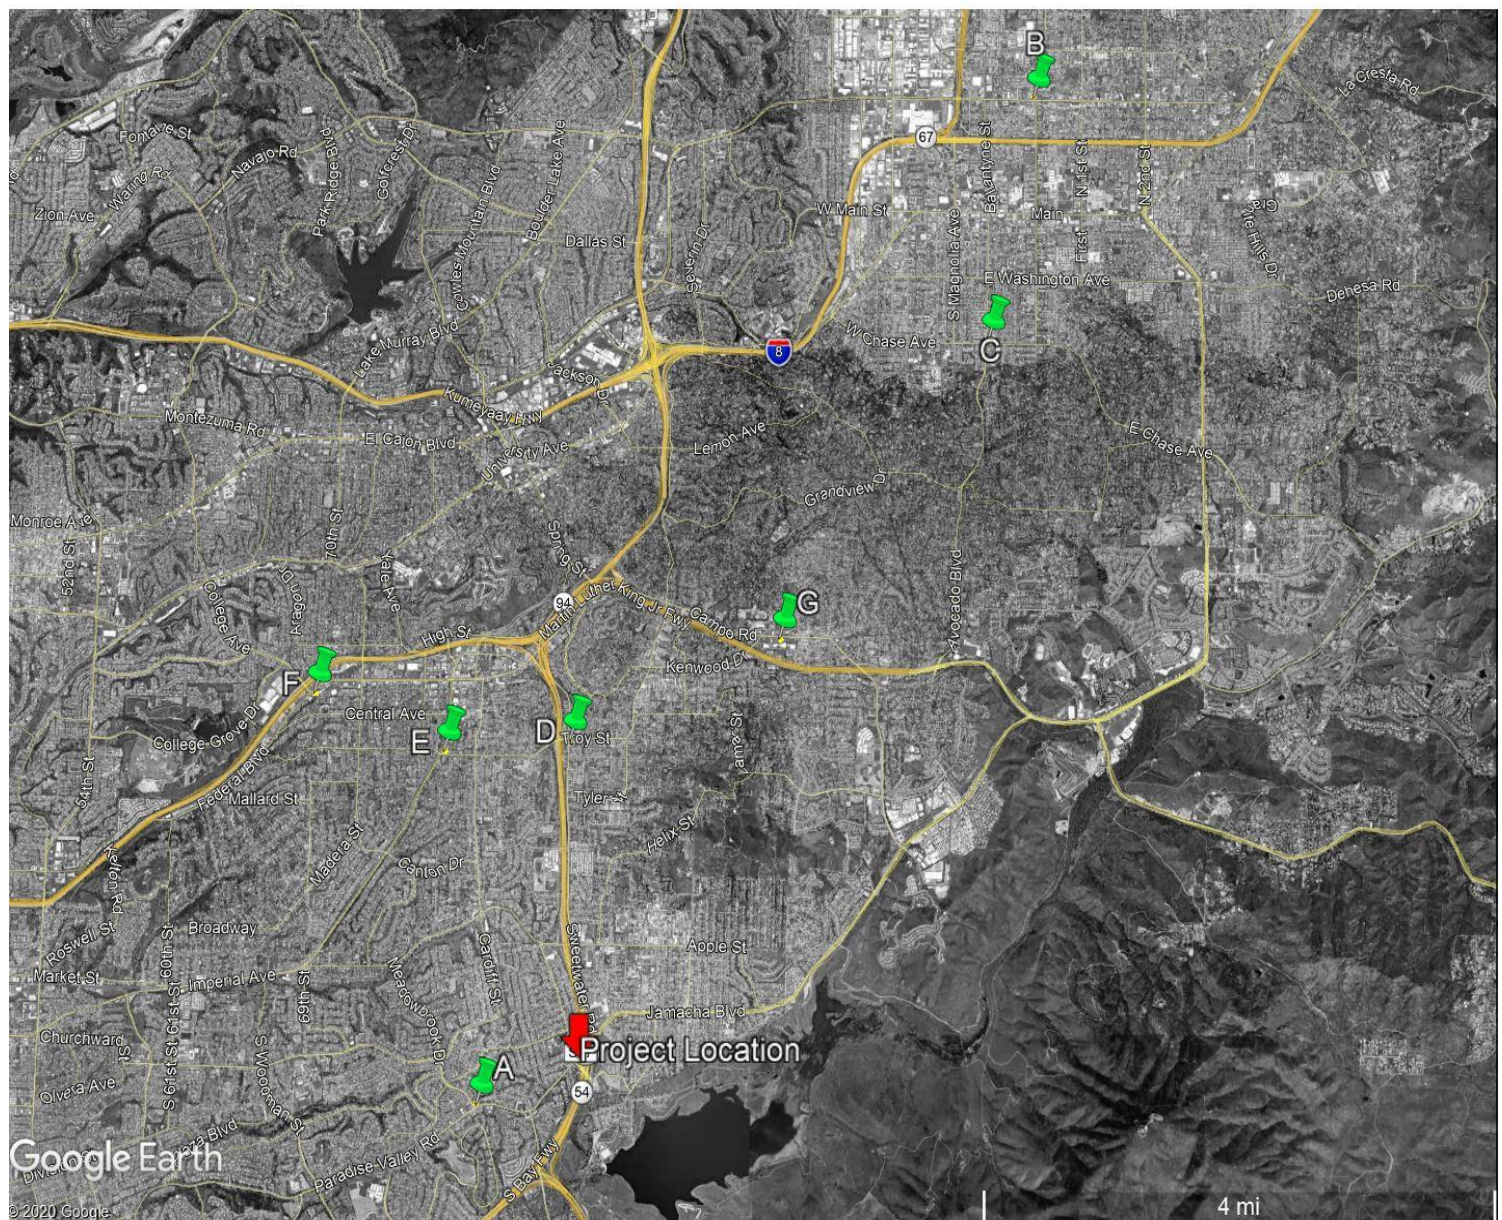 B
La Cresta Rd
Fontaine St
67
Navajo Rd
Park Ridge Blvd
Golfcrest Dr
Boulder Lake Ave
Ballantyne St
N 1st St
N 2nd St
Waring Rd
Cowles Mountain Blvd
Zion Ave
W Main St
Main
Dallas St
Severin Dr
S Magnolia Ave
First
E Washington Ave
Dehesa Rd
Lake Murray Blvd
W Chase Ave
8
C
Jackson Dr
Kumeyaay Hwy
Montezuma Rd
El Cajon Blvd
University Ave
Lemon Ave
E Chase Ave
Grandview Dr
Monroe Ave
52nd St
70th St
Spring St
Yale Ave
Aragon Dr
College Ave
94
Martin Luther King Jr Fwy
Campo Rd
G
Avocado Blvd
High St
Kenwood Dr
F
Central Ave
E
D
Troy St
College Grove Dr
Federal Blvd
54th St
Mallard St
Tyler St
Helix St
Madera St
Canton Dr
Kelton Rd
Broadway
Roswell St
60th St
Cardiff St
Sweetwater Rd
Apple St
Market St
Imperial Ave
69th St
Meadowbrook Dr
Jamacha Blvd
Churchward St
S 61st St
61st St
S Woodman St
Project Location
A
54
Olvera Ave
Google Earth
Paradise Valley Rd
S Bay Fwy
© 2020 Google
4 mi